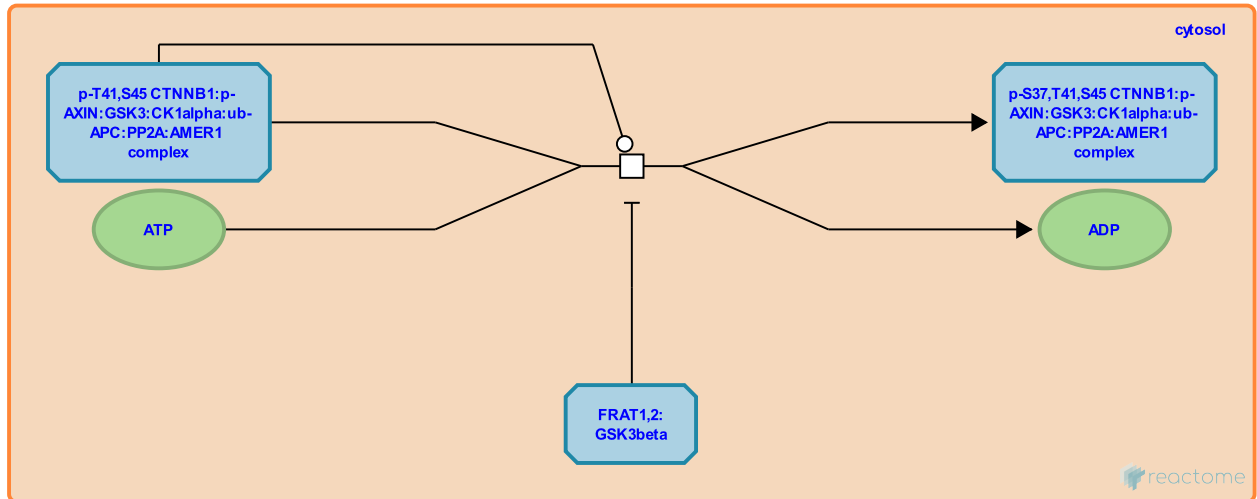 cytosol
p-T41,S45 CTNNB1:p-
AXIN:GSK3:CK1alpha:ub-
APC:PP2A:AMER1
complex
p-S37,T41,S45 CTNNB1:p-
AXIN:GSK3:CK1alpha:ub-
APC:PP2A:AMER1
complex
ATP
ADP
FRAT1,2:
GSK3beta
reactome